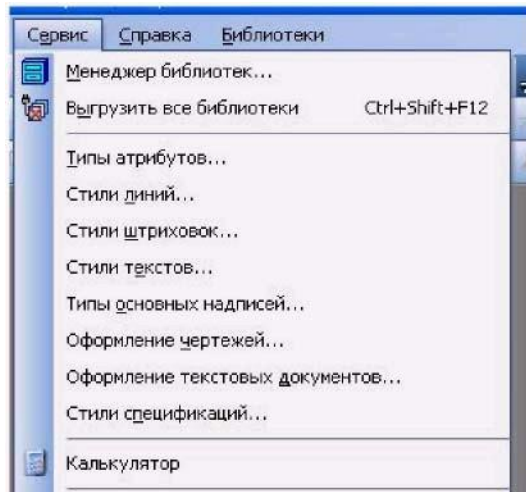 Сервис Справка Библиотеки
Менеджер библиотек...
Выгрузить все библиотеки Ctrl+Shift+F12
Типы атрибутов...
Стили линий...
Стили штриховок...
Стили текстов...
Типы основных надписей...
Оформление чертежей...
Оформление текстовых документов...
Стили спецификаций...
Калькулятор